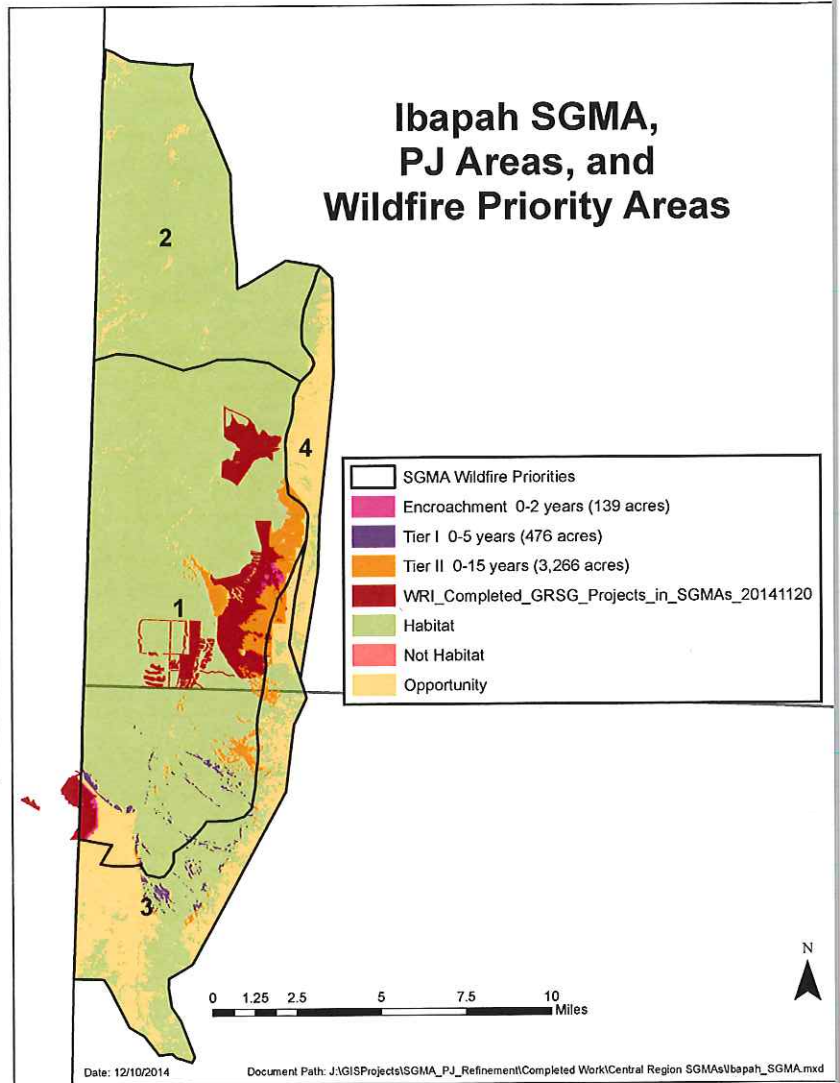 Ibapah SGMA,
PJ Areas, and
Wildfire Priority Areas
2
4
SGMA Wildfire Priorities
Encroachment 0-2 years (139 acres)
Tier I 0-5 years (476 acres)
Tier II 0-15 years (3,266 acres)
WRI_Completed_GRSG_Projects_in_SGMAs_20141120
Habitat
Not Habitat
Opportunity
1
3
N
0 1.25 2.5 5 7.5 10
Miles
Date: 12/10/2014
Document Path: J:\GISProjects\SGMA_PJ_Refinement\Completed Work\Central Region SGMAs\Ibapah_SGMA.mxd